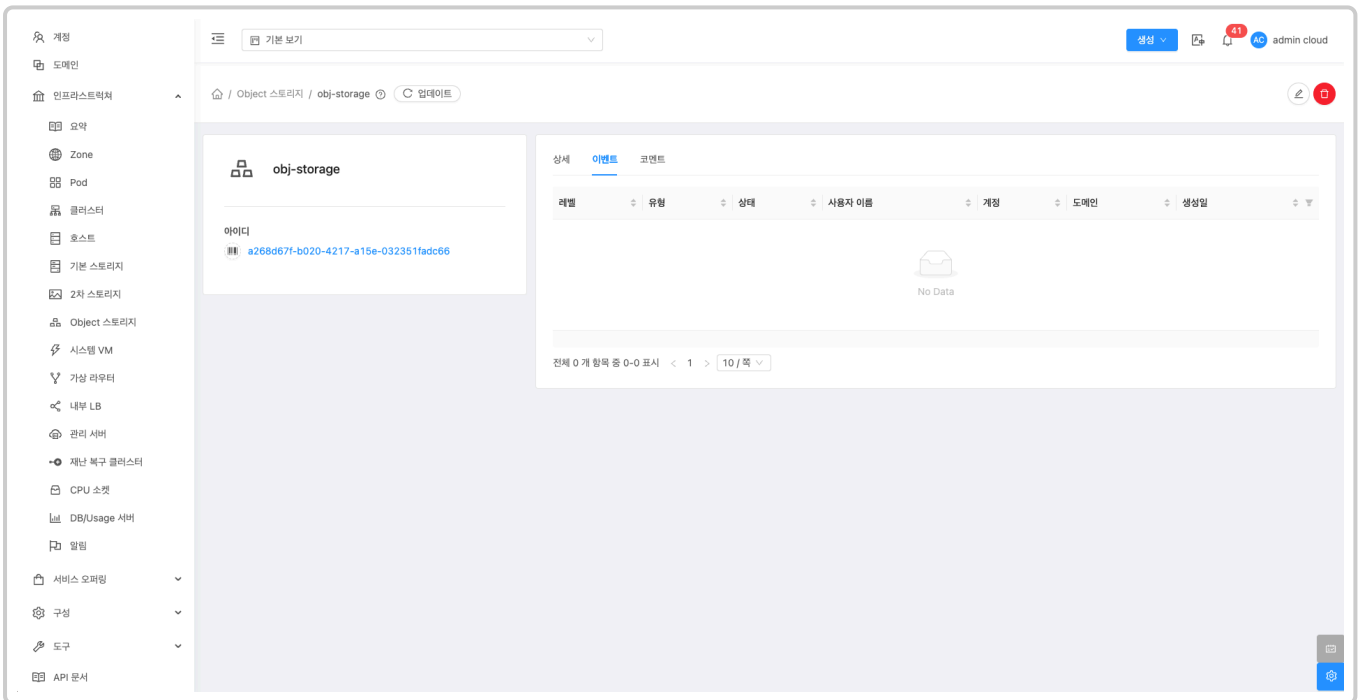 계정
도메인
인프라스트럭쳐
요약
Zone
Pod
클러스터
호스트
기본 스토리지
2차 스토리지
Object 스토리지
시스템 VM
가상 라우터
내부 LB
관리 서버
재난 복구 클러스터
CPU 소켓
DB/Usage 서버
알림
서비스 오퍼링
구성
도구
API 문서
기본 보기
생성
41
AC admin cloud
/ Object 스토리지 / obj-storage 업데이트
obj-storage
아이디
a268d67f-b020-4217-a15e-032351fadc66
상세 이벤트 코멘트
레벨 유형 상태 사용자 이름 계정 도메인 생성일
No Data
전체 0 개 항목 중 0-0 표시 < 1 > 10 / 쪽